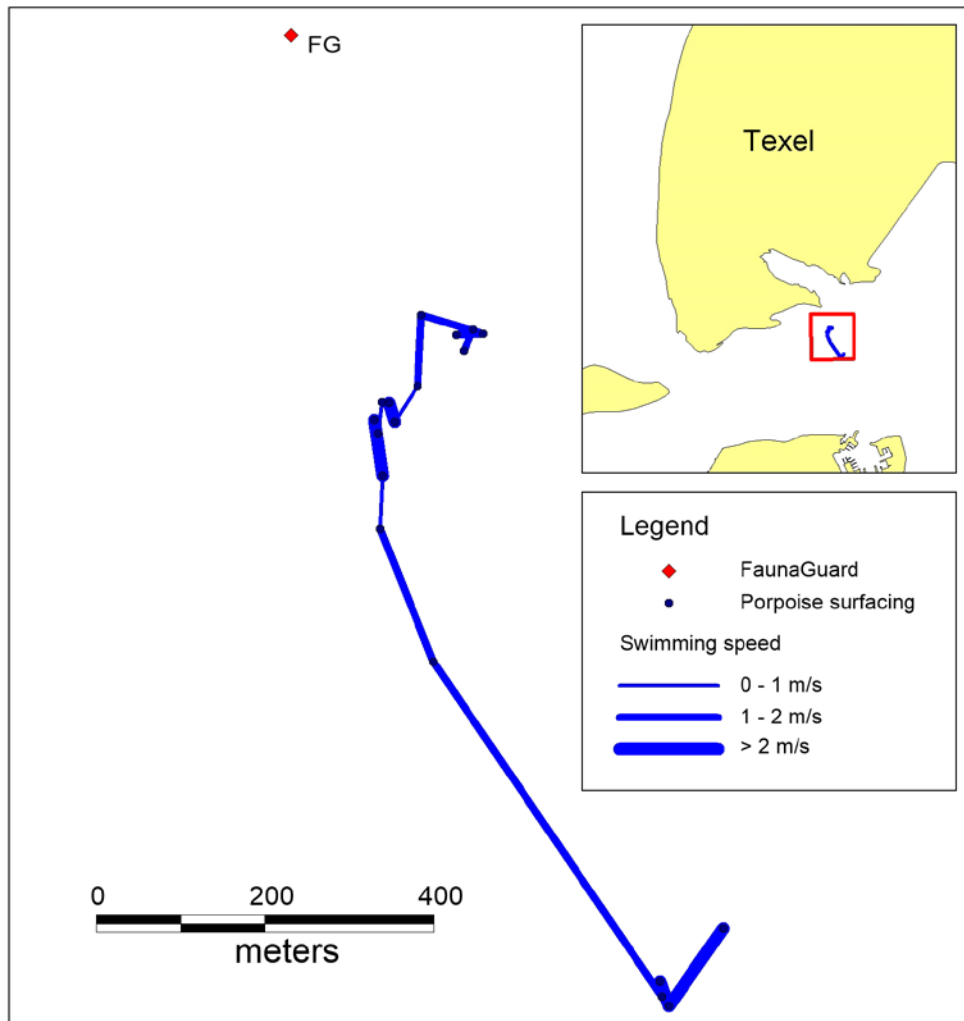 FG
Texel
Legend
FaunaGuard
Porpoise surfacing
Swimming speed
0 - 1 m/s
1 - 2 m/s
> 2 m/s
0 200 400
meters